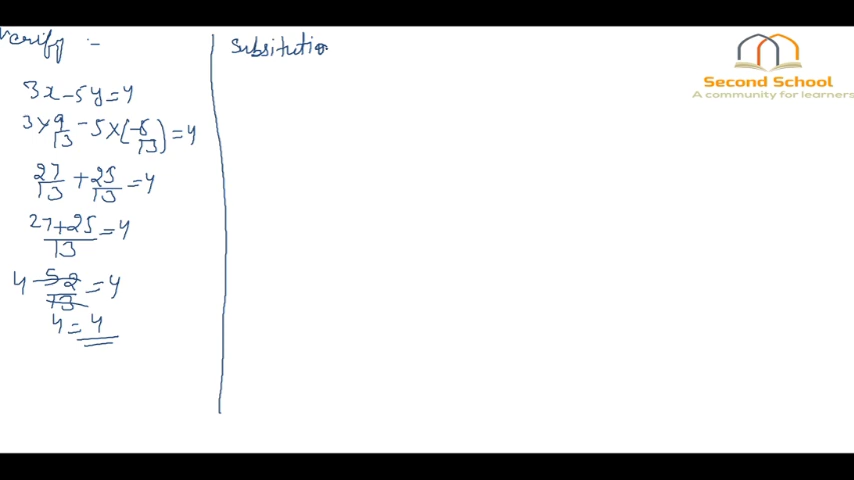 verify :-
3x - 5y = 4
3 × 9/13 - 5 × (-5/13) = 4
27/13 + 25/13 = 4
27+25/13 = 4
4 52/13 = 4
4 = 4
Subsitution
Second School
A community for learners